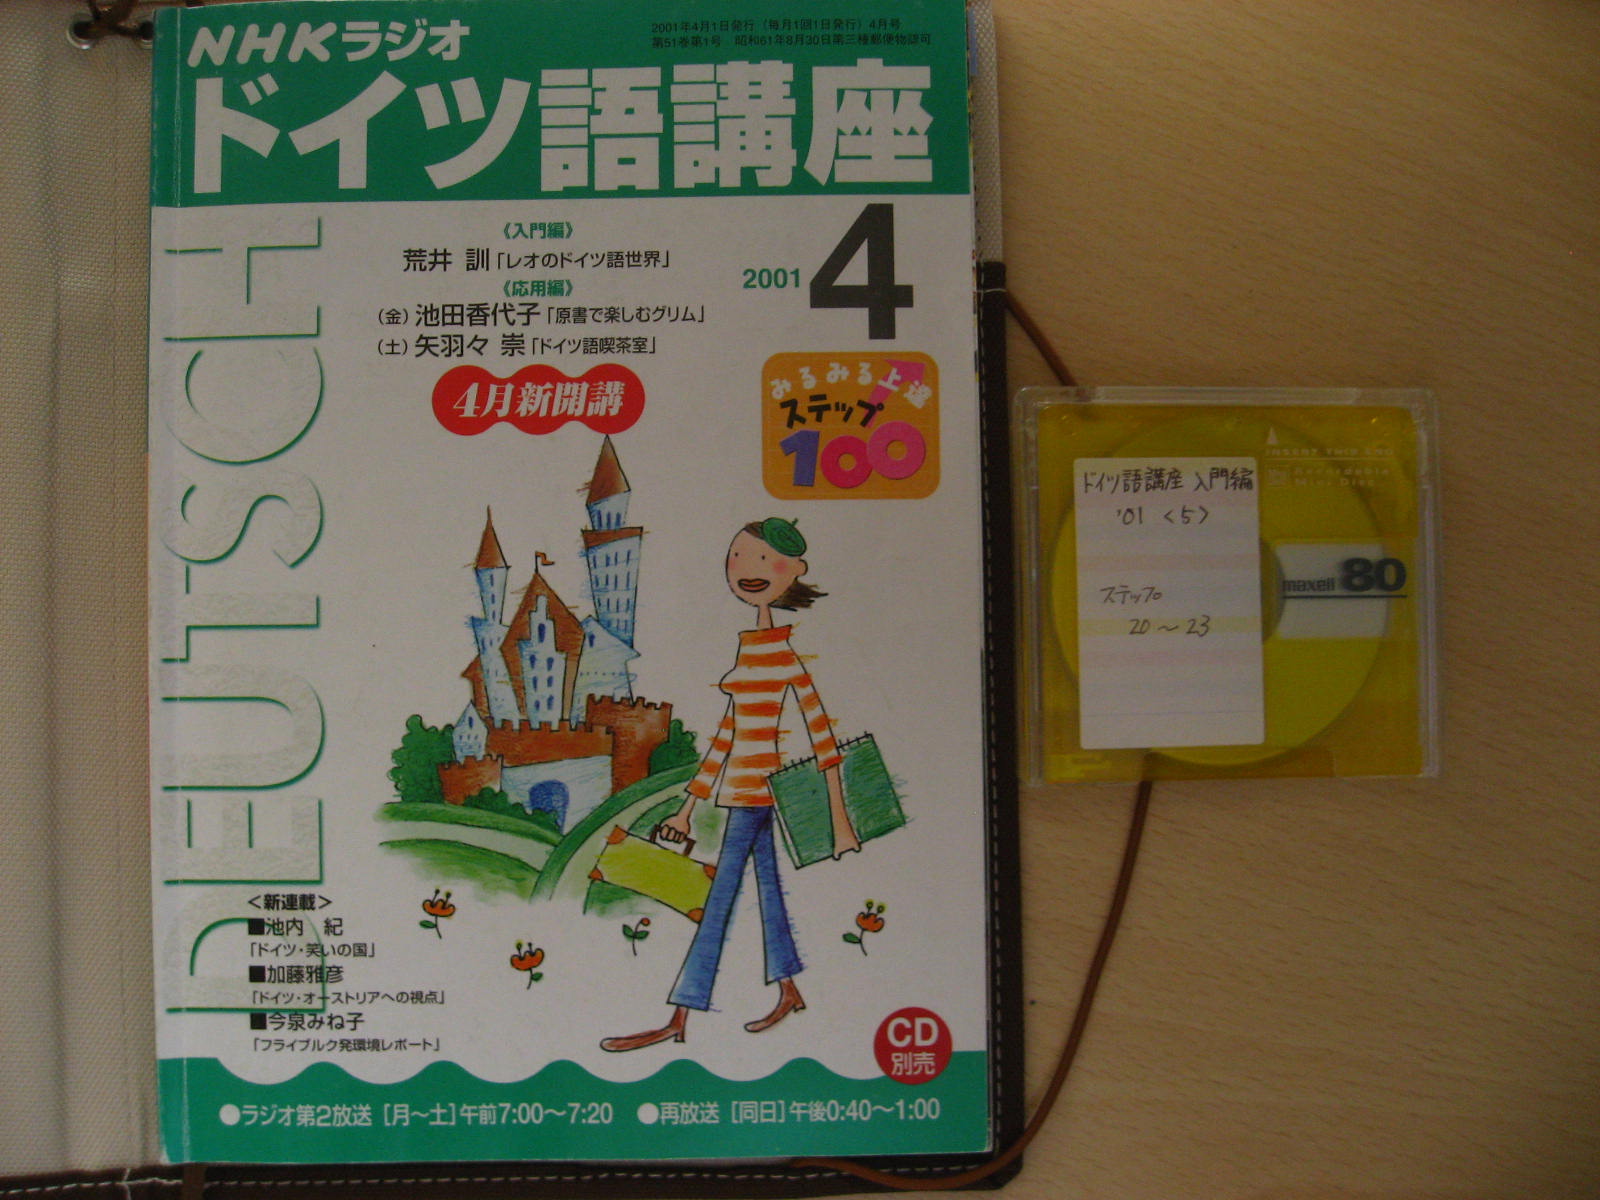 NHKラジオ
2001年4月1日発行（毎月1回1日発行）4月号
第51巻第1号 昭和61年8月30日第三種郵便物認可
ドイツ語講座
DEUTSCH
《入門編》
荒井 訓「レオのドイツ語世界」
《応用編》
（金）池田香代子「原書で楽しむグリム」
（土）矢羽々 崇「ドイツ語喫茶室」
2001 4
4月新開講
みるみる上達
ステップ
100
＜新連載＞
■池内 紀
「ドイツ・笑いの国」
■加藤雅彦
「ドイツ・オーストリアへの視点」
■今泉みね子
「フライブルク発環境レポート」
CD
別売
●ラジオ第2放送［月〜土］午前7:00〜7:20 ●再放送［同日］午後0:40〜1:00
INSERT THIS END
Recordable
Mini Disc
ドイツ語講座 入門編
'01 <5>
ステップ
20〜23
maxell 80